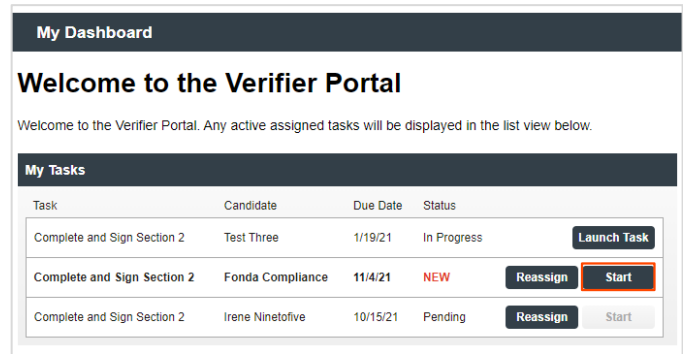 My Dashboard
Welcome to the Verifier Portal
Welcome to the Verifier Portal. Any active assigned tasks will be displayed in the list view below.
My Tasks
Task Candidate Due Date Status
Complete and Sign Section 2 Test Three 1/19/21 In Progress Launch Task
Complete and Sign Section 2 Fonda Compliance 11/4/21 NEW Reassign Start
Complete and Sign Section 2 Irene Ninetofive 10/15/21 Pending Reassign Start